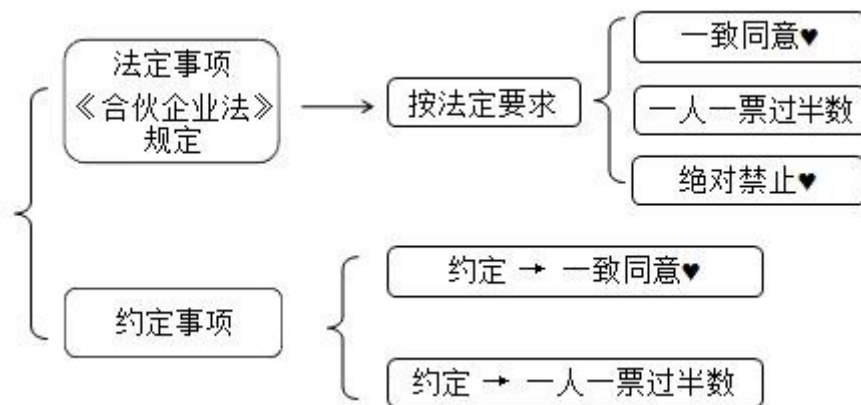 法定事项
《合伙企业法》
规定
按法定要求
一致同意♥
一人一票过半数
绝对禁止♥
约定事项
约定 → 一致同意♥
约定 → 一人一票过半数